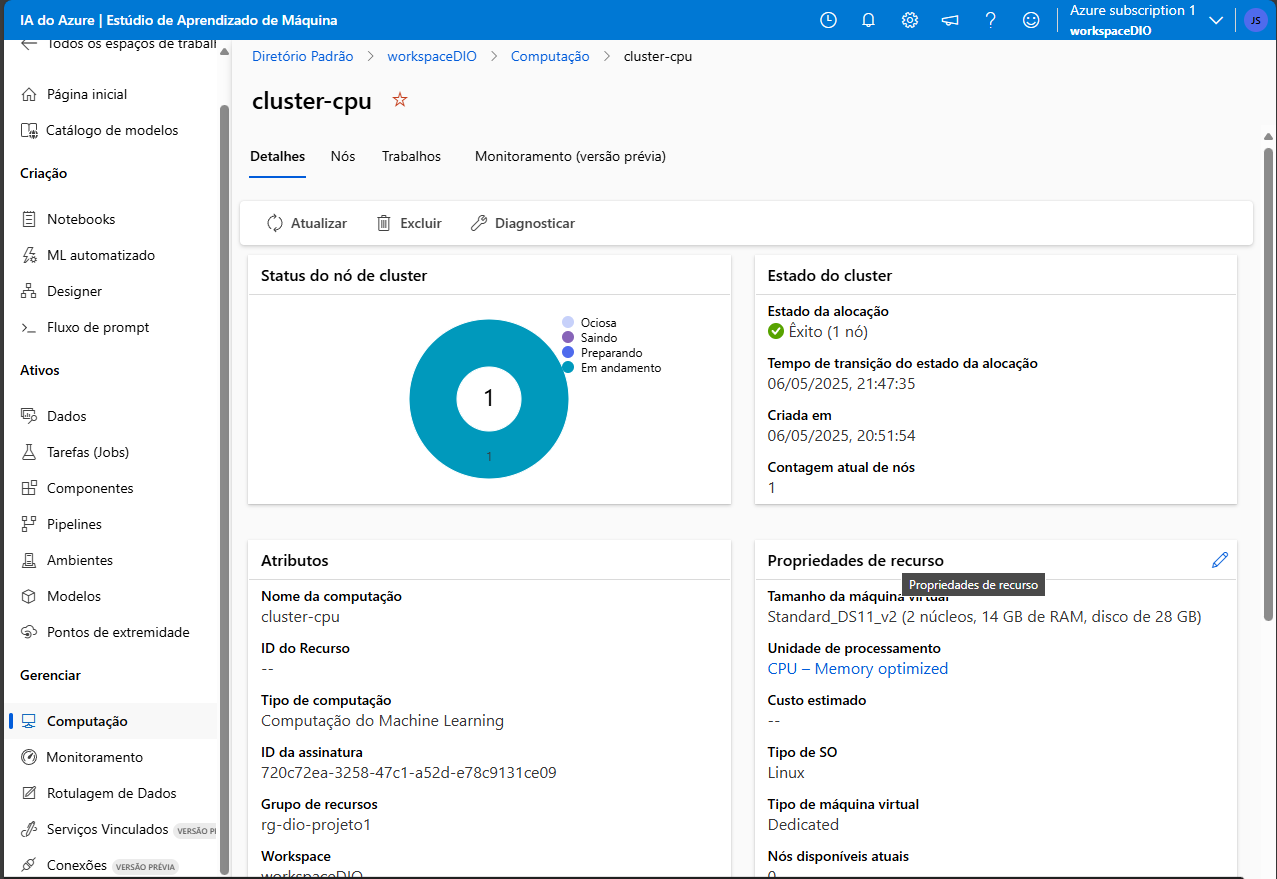 IA do Azure | Estúdio de Aprendizado de Máquina
Azure subscription 1
workspaceDIO
JS
Todos os espaços de trabal
Página inicial
Catálogo de modelos
Criação
Notebooks
ML automatizado
Designer
Fluxo de prompt
Ativos
Dados
Tarefas (Jobs)
Componentes
Pipelines
Ambientes
Modelos
Pontos de extremidade
Gerenciar
Computação
Monitoramento
Rotulagem de Dados
Serviços Vinculados VERSÃO PI
Conexões VERSÃO PRÉVIA
Diretório Padrão > workspaceDIO > Computação > cluster-cpu
cluster-cpu
Detalhes Nós Trabalhos Monitoramento (versão prévia)
Atualizar Excluir Diagnosticar
Status do nó de cluster
Ociosa
Saindo
Preparando
Em andamento
1
1
Estado do cluster
Estado da alocação
Êxito (1 nó)
Tempo de transição do estado da alocação
06/05/2025, 21:47:35
Criada em
06/05/2025, 20:51:54
Contagem atual de nós
1
Atributos
Nome da computação
cluster-cpu
ID do Recurso
--
Tipo de computação
Computação do Machine Learning
ID da assinatura
720c72ea-3258-47c1-a52d-e78c9131ce09
Grupo de recursos
rg-dio-projeto1
Workspace
workspaceDIO
Propriedades de recurso
Propriedades de recurso
Tamanho da máquina virtual
Standard_DS11_v2 (2 núcleos, 14 GB de RAM, disco de 28 GB)
Unidade de processamento
CPU – Memory optimized
Custo estimado
--
Tipo de SO
Linux
Tipo de máquina virtual
Dedicated
Nós disponíveis atuais
0